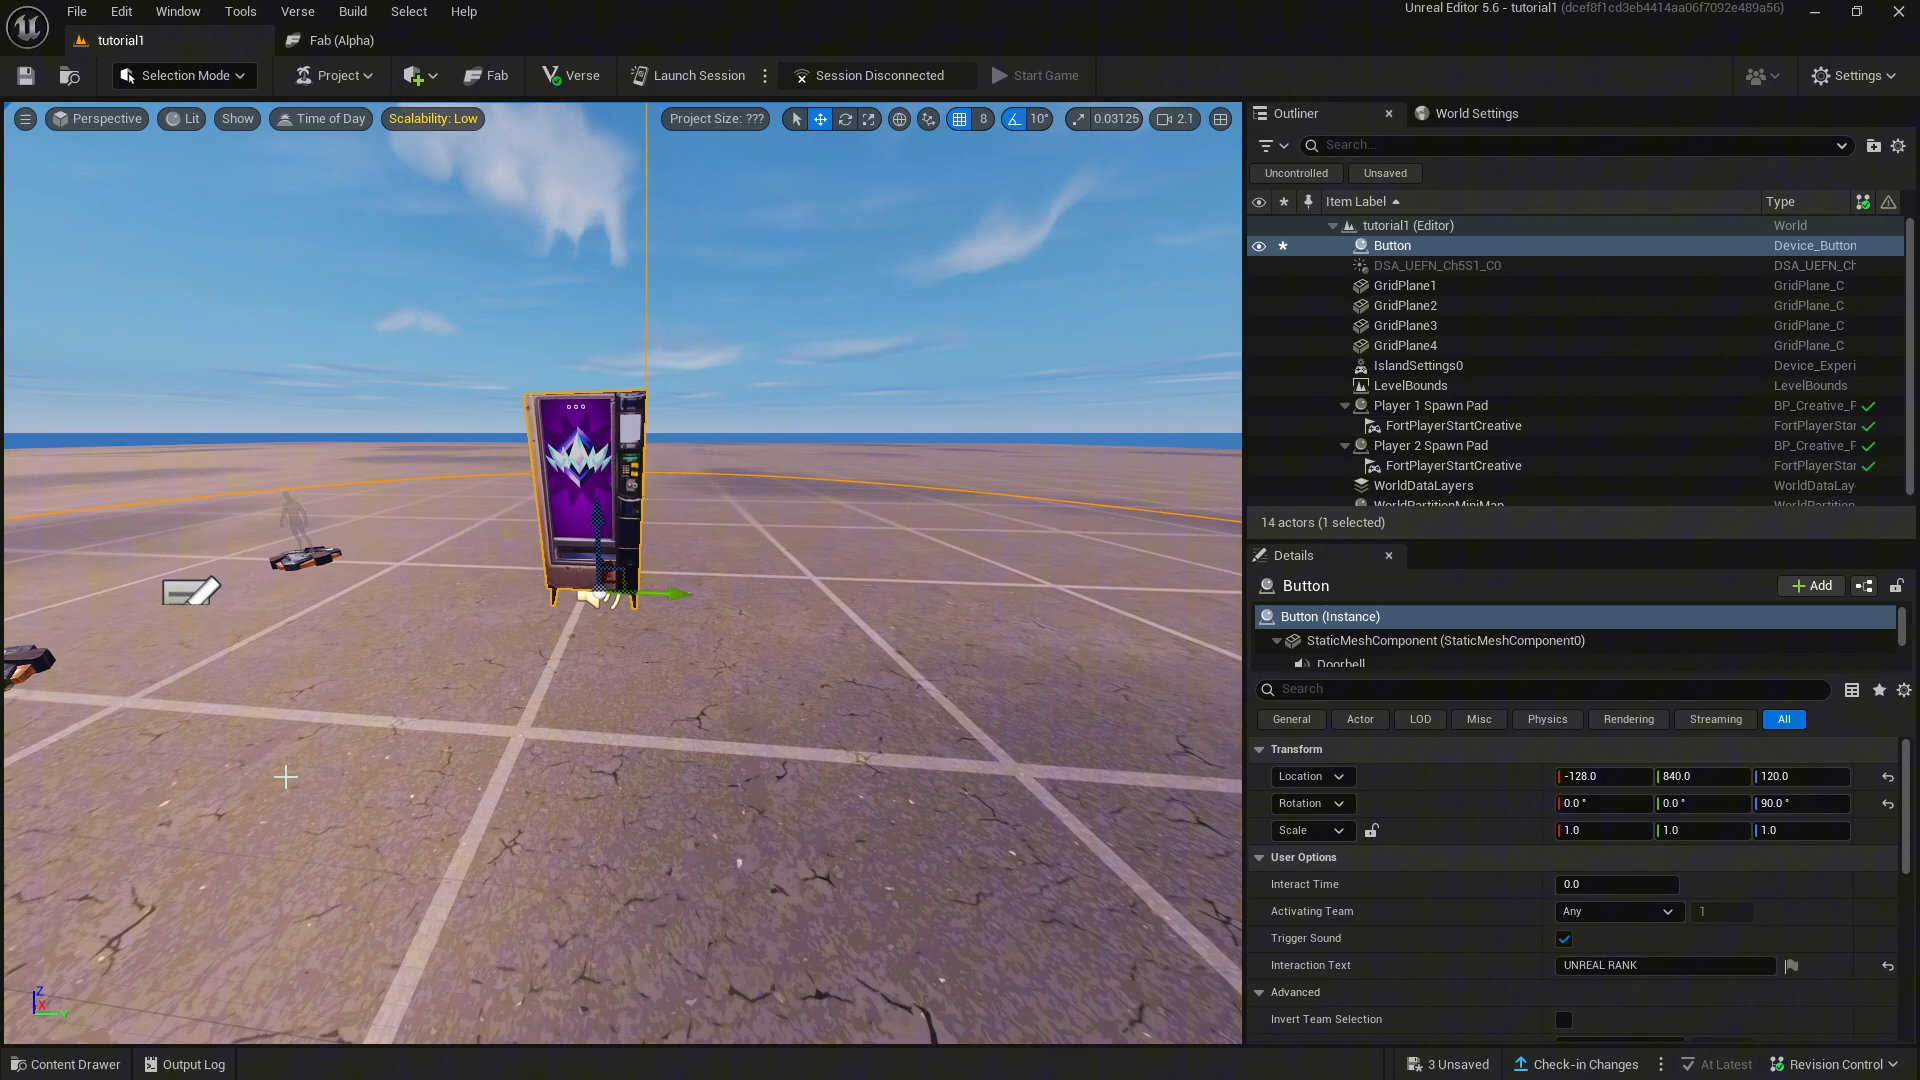 File Edit Window Tools Verse Build Select Help
Unreal Editor 5.6 - tutorial1 (dcef8f1cd3eb4414aa06f7092e489a56)
tutorial1
Fab (Alpha)
Selection Mode
Project
Fab
Verse
Launch Session
Session Disconnected
Start Game
Settings
Perspective
Lit
Show
Time of Day
Scalability: Low
Project Size: ???
8
10°
0.03125
2.1
Outliner
World Settings
Search...
Uncontrolled
Unsaved
Item Label
Type
tutorial1 (Editor) World
Button Device_Button
DSA_UEFN_Ch5S1_C0 DSA_UEFN_Ch
GridPlane1 GridPlane_C
GridPlane2 GridPlane_C
GridPlane3 GridPlane_C
GridPlane4 GridPlane_C
IslandSettings0 Device_Experi
LevelBounds LevelBounds
Player 1 Spawn Pad BP_Creative_F
FortPlayerStartCreative FortPlayerStar
Player 2 Spawn Pad BP_Creative_F
FortPlayerStartCreative FortPlayerStar
WorldDataLayers WorldDataLay
WorldPartitionMiniMap WorldPartition
14 actors (1 selected)
Details
Button
Add
Button (Instance)
StaticMeshComponent (StaticMeshComponent0)
Doorbell
Search
General Actor LOD Misc Physics Rendering Streaming All
Transform
Location -128.0 840.0 120.0
Rotation 0.0 ° 0.0 ° 90.0 °
Scale 1.0 1.0 1.0
User Options
Interact Time 0.0
Activating Team Any 1
Trigger Sound
Interaction Text UNREAL RANK
Advanced
Invert Team Selection
Z
X
Y
Content Drawer
Output Log
3 Unsaved
Check-in Changes
At Latest
Revision Control